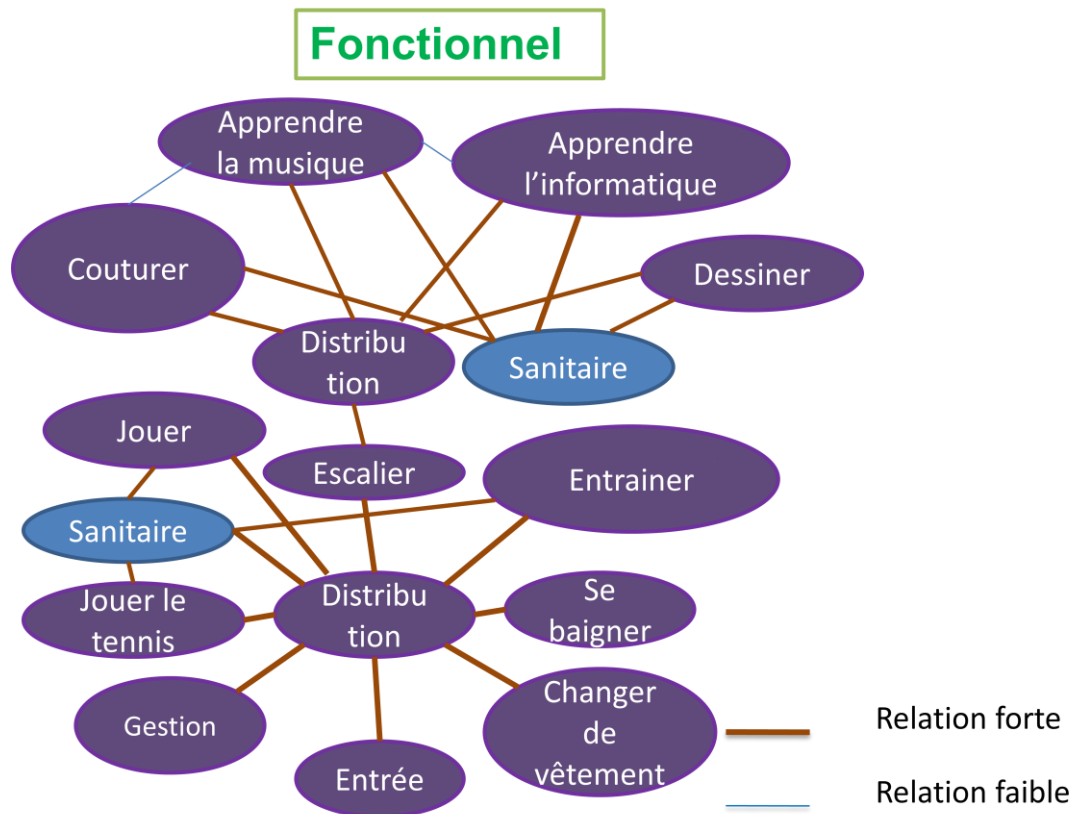 Fonctionnel
Apprendre
la musique
Apprendre
l’informatique
Couturer
Dessiner
Distribu
tion
Sanitaire
Jouer
Escalier
Entrainer
Sanitaire
Jouer le
tennis
Distribu
tion
Se
baigner
Gestion
Changer
de
vêtement
Entrée
Relation forte
Relation faible